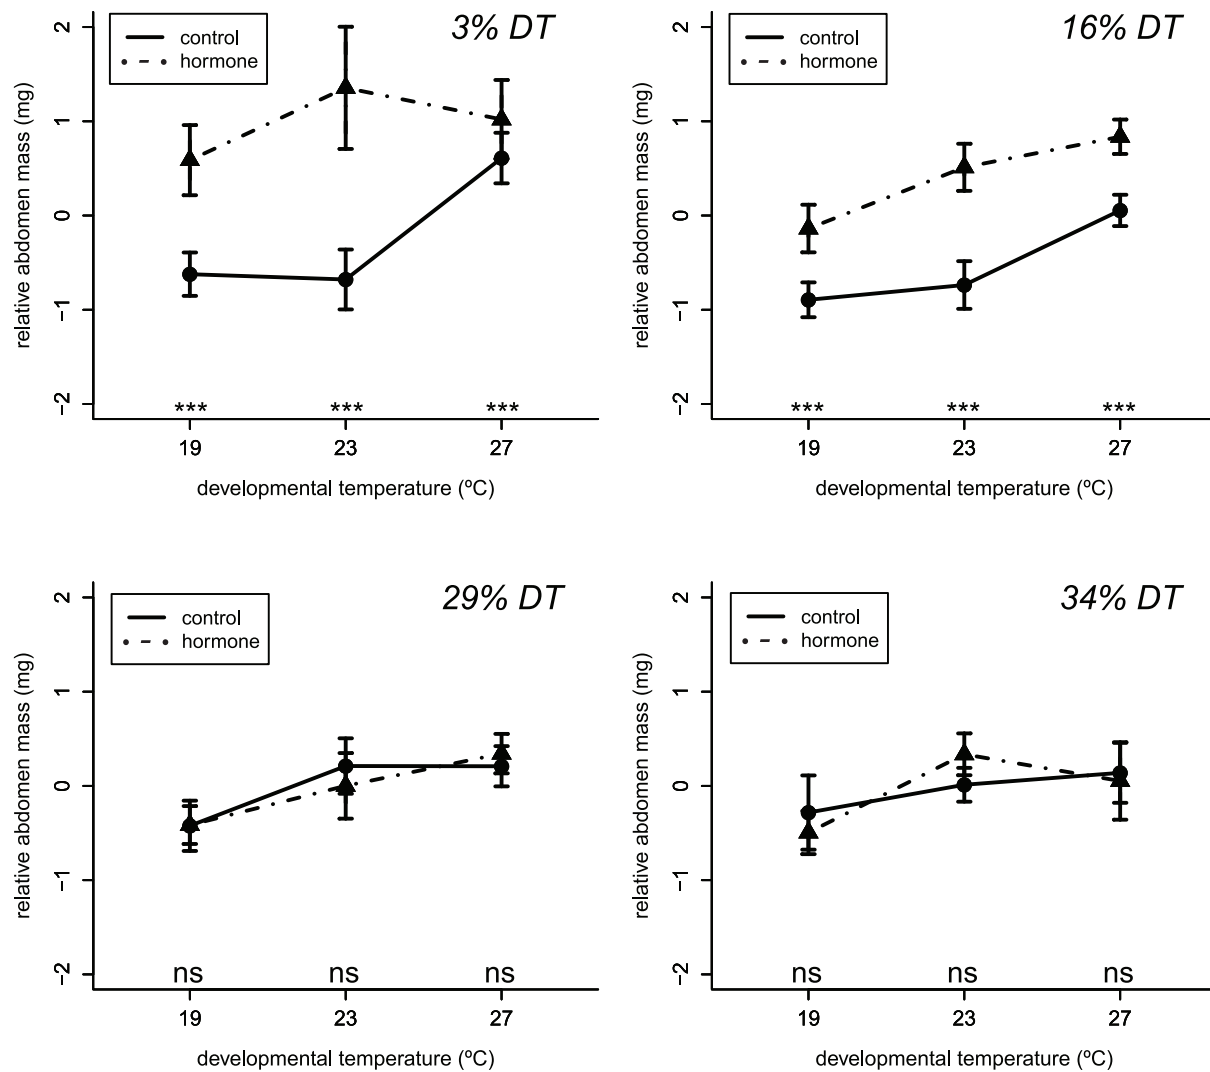 3% DT
control
hormone
relative abdomen mass (mg)
2
1
0
−1
−2
*** *** ***
19 23 27
developmental temperature (ºC)
16% DT
control
hormone
relative abdomen mass (mg)
2
1
0
−1
−2
*** *** ***
19 23 27
developmental temperature (ºC)
29% DT
control
hormone
relative abdomen mass (mg)
2
1
0
−1
−2
ns ns ns
19 23 27
developmental temperature (ºC)
34% DT
control
hormone
relative abdomen mass (mg)
2
1
0
−1
−2
ns ns ns
19 23 27
developmental temperature (ºC)